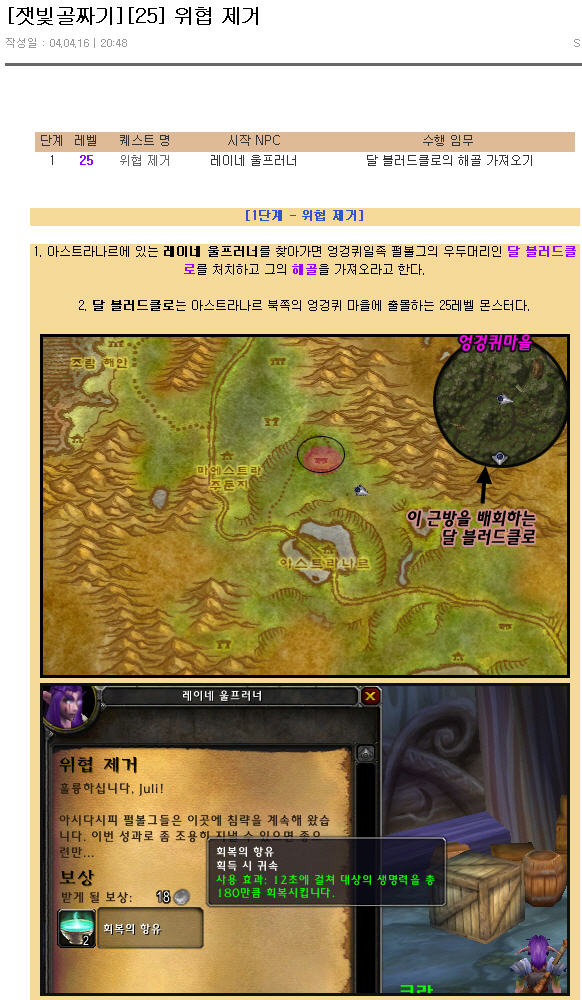 [잿빛골짜기][25] 위협 제거
작성일 : 04.04.16 | 20:48
S
단계 레벨 퀘스트 명 시작 NPC 수행 임무
1 25 위협 제거 레이네 울프러너 달 블러드클로의 해골 가져오기
[1단계 - 위협 제거]
1. 아스트라나르에 있는 레이네 울프러너를 찾아가면 엉겅퀴일족 펄볼그의 우두머리인 달 블러드클
로를 처치하고 그의 해골을 가져오라고 한다.
2. 달 블러드클로는 아스트라나르 북쪽의 엉겅퀴 마을에 출몰하는 25레벨 몬스터다.
엉겅퀴마을
조람 해안
마에스트라
주둔지
이 근방을 배회하는
달 블러드클로
아스트라나르
레이네 울프러너
위협 제거
훌륭하십니다, Juli!
아시다시피 펄볼그들은 이곳에 침략을 계속해 왔습
니다. 이번 성과로 좀 조용히 지낼 수 있으면 좋으
련만...
보상
받게 될 보상: 18
회복의 향유
2
회복의 향유
획득 시 귀속
사용 효과: 12초에 걸쳐 대상의 생명력을 총
180만큼 회복시킵니다.